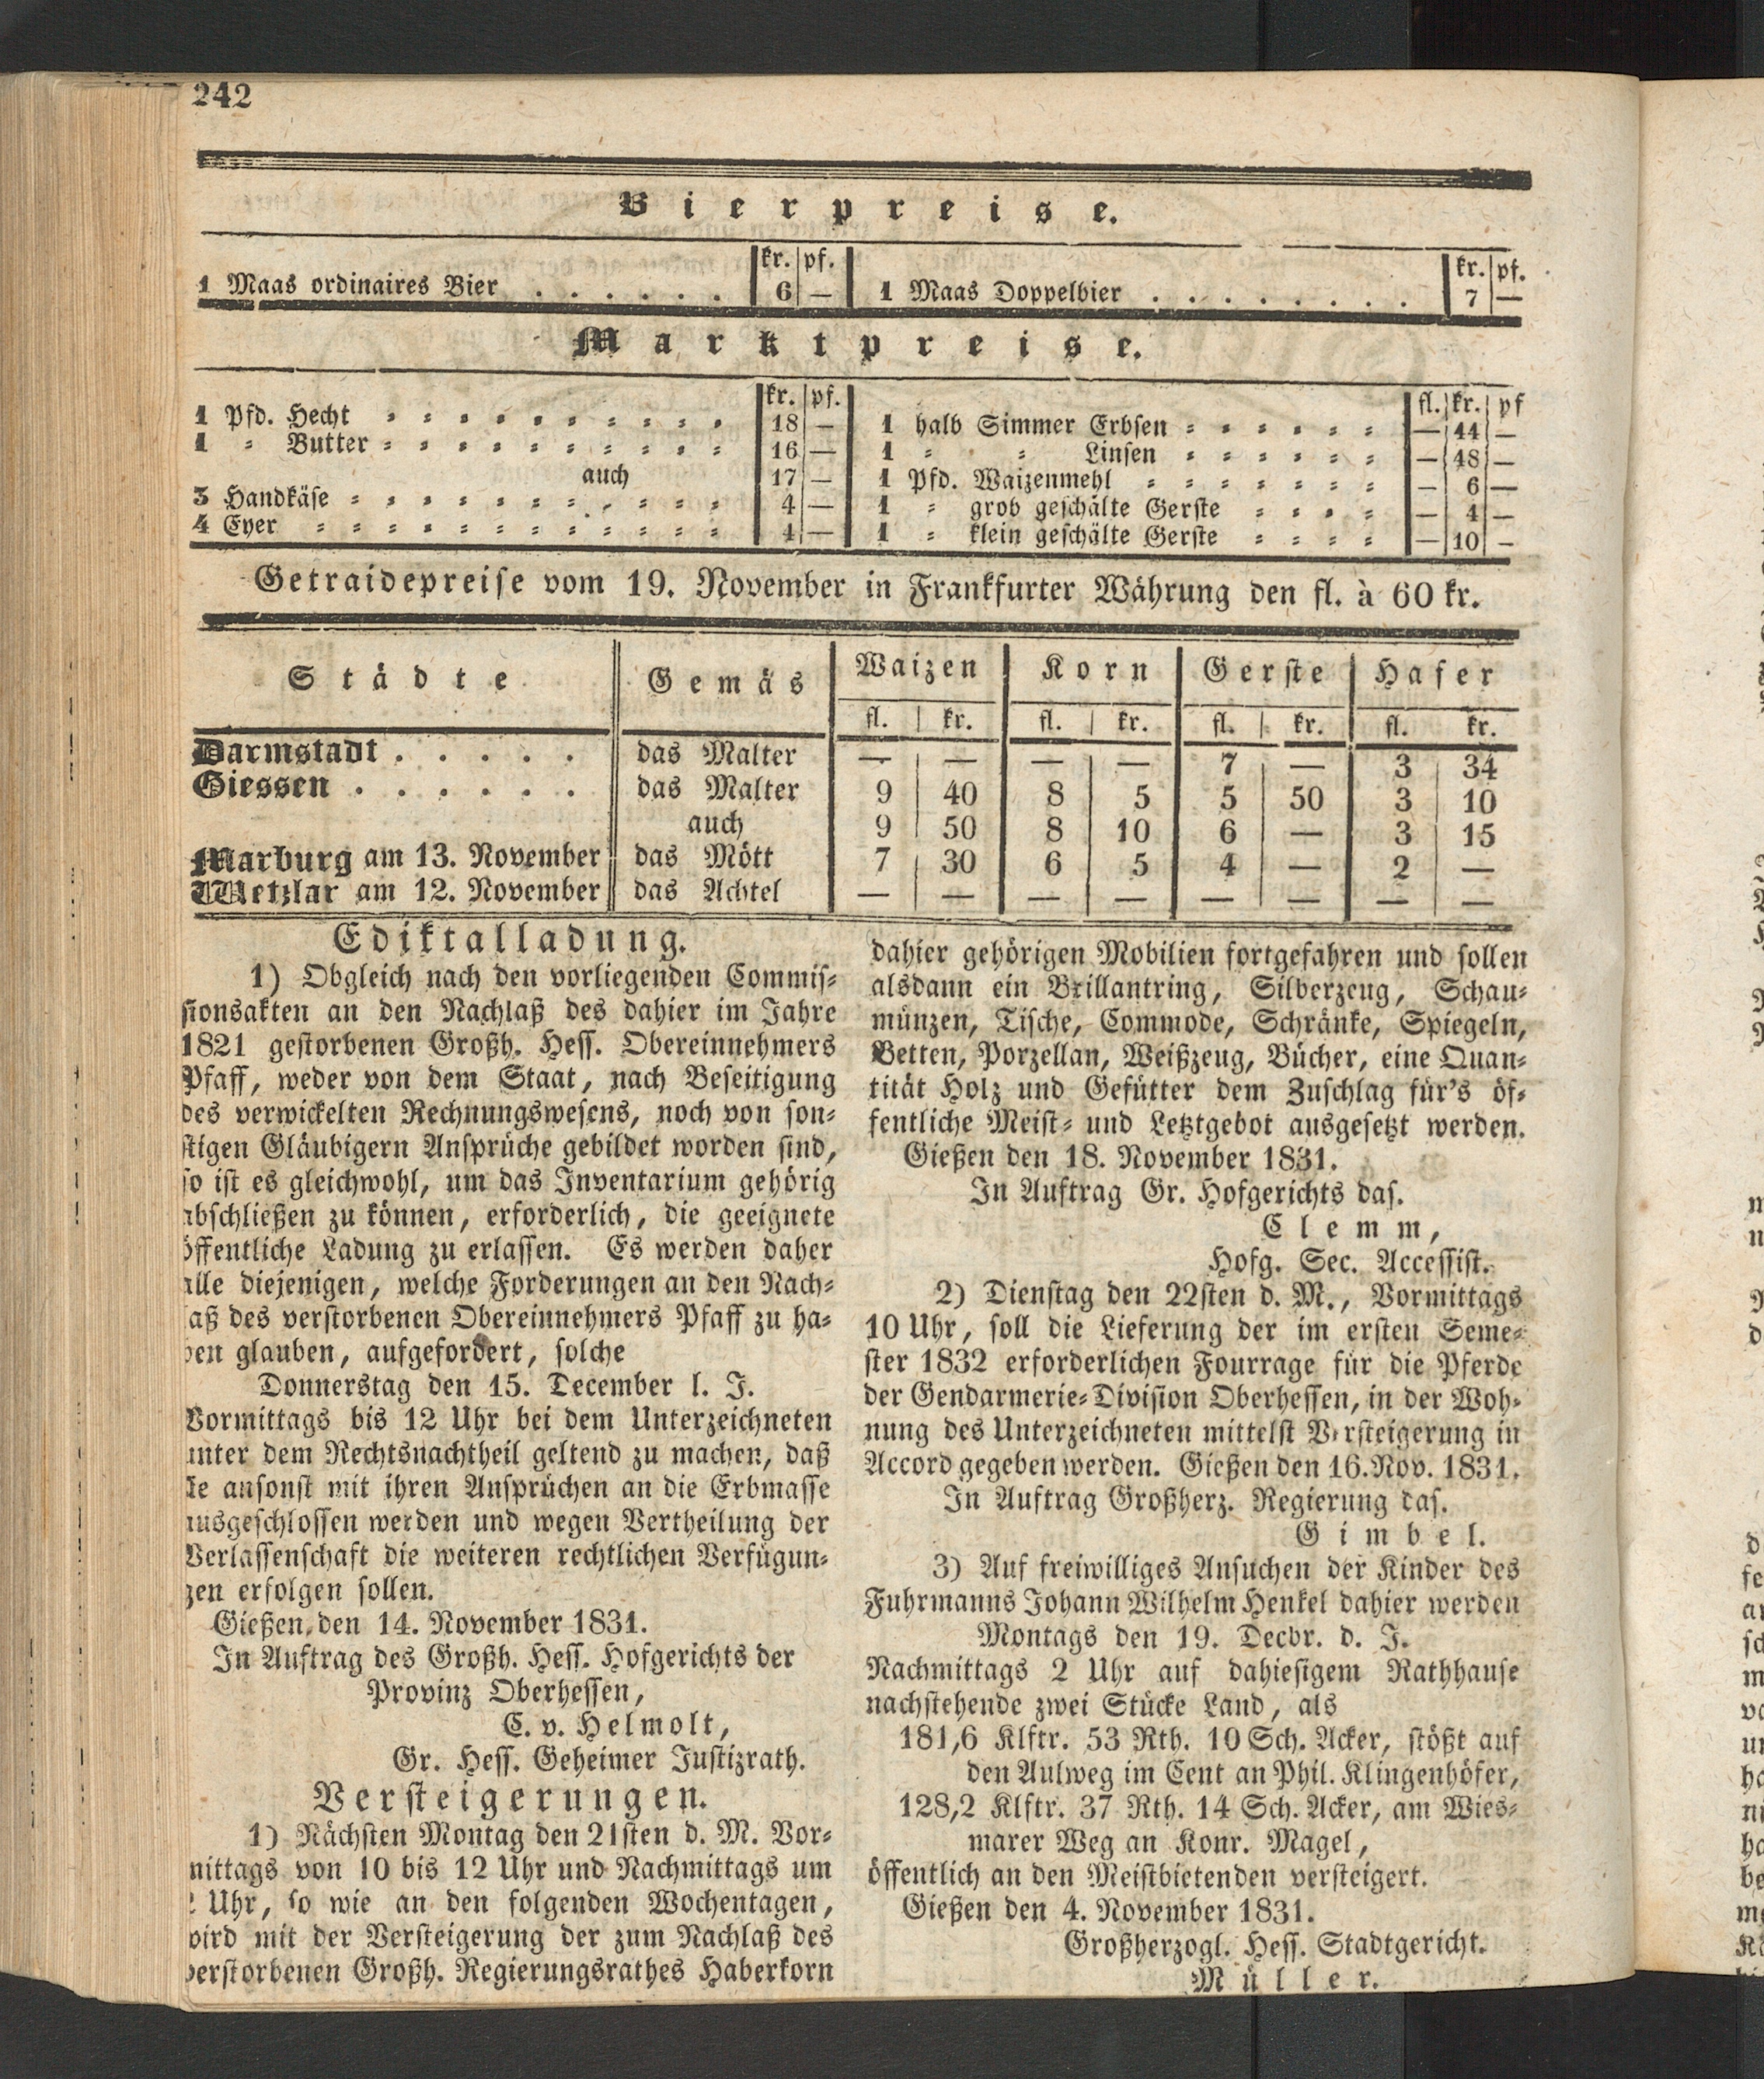 242
Bierpreise.
kr. pf. kr. pf.
1 Maas ordinaires Bier . . . . . . 6 — 1 Maas Doppelbier . . . . . . . . 7 —
Marktpreise.
kr. pf. fl. kr. pf
1 Pfd. Hecht 18 — 1 halb Simmer Erbsen — 44 —
1 = Butter 16 — 1 = = Linsen — 48 —
auch 17 — 1 Pfd. Waizenmehl — 6 —
3 Handkäse 4 — 1 = grob geschälte Gerste — 4 —
4 Eyer 4 — 1 = klein geschälte Gerste — 10 —
Getraidepreise vom 19. November in Frankfurter Währung den fl. à 60 kr.
Städte Gemäs Waizen Korn Gerste Hafer
fl. kr. fl. kr. fl. kr. fl. kr.
Darmstadt . . . . . das Malter — — — — 7 — 3 34
Giessen . . . . . . das Malter 9 40 8 5 5 50 3 10
auch 9 50 8 10 6 — 3 15
Marburg am 13. November das Mött 7 30 6 5 4 — 2 —
Wetzlar am 12. November das Achtel — — — — — — — —
Ediktalladung.
1) Obgleich nach den vorliegenden Commis-
sionsakten an den Nachlaß des dahier im Jahre
1821 gestorbenen Großh. Hess. Obereinnehmers
Pfaff, weder von dem Staat, nach Beseitigung
des verwickelten Rechnungswesens, noch von son-
stigen Gläubigern Ansprüche gebildet worden sind,
so ist es gleichwohl, um das Inventarium gehörig
abschließen zu können, erforderlich, die geeignete
öffentliche Ladung zu erlassen. Es werden daher
alle diejenigen, welche Forderungen an den Nach-
laß des verstorbenen Obereinnehmers Pfaff zu ha-
ben glauben, aufgefordert, solche
Donnerstag den 15. December l. J.
Vormittags bis 12 Uhr bei dem Unterzeichneten
unter dem Rechtsnachtheil geltend zu machen, daß
sie ansonst mit ihren Ansprüchen an die Erbmasse
ausgeschlossen werden und wegen Vertheilung der
Verlassenschaft die weiteren rechtlichen Verfügun-
gen erfolgen sollen.
Gießen, den 14. November 1831.
In Auftrag des Großh. Hess. Hofgerichts der
Provinz Oberhessen,
C. v. Helmolt,
Gr. Hess. Geheimer Justizrath.
Versteigerungen.
1) Nächsten Montag den 21sten d. M. Vor-
mittags von 10 bis 12 Uhr und Nachmittags um
2 Uhr, so wie an den folgenden Wochentagen,
wird mit der Versteigerung der zum Nachlaß des
verstorbenen Großh. Regierungsrathes Haberkorn
dahier gehörigen Mobilien fortgefahren und sollen
alsdann ein Brillantring, Silberzeug, Schau-
münzen, Tische, Commode, Schränke, Spiegeln,
Betten, Porzellan, Weißzeug, Bücher, eine Quan-
tität Holz und Gefütter dem Zuschlag für's öf-
fentliche Meist- und Letztgebot ausgesetzt werden.
Gießen den 18. November 1831.
In Auftrag Gr. Hofgerichts das.
Clemm,
Hofg. Sec. Accessist.
2) Dienstag den 22sten d. M., Vormittags
10 Uhr, soll die Lieferung der im ersten Seme-
ster 1832 erforderlichen Fourrage für die Pferde
der Gendarmerie-Division Oberhessen, in der Woh-
nung des Unterzeichneten mittelst Versteigerung in
Accord gegeben werden. Gießen den 16. Nov. 1831.
In Auftrag Großherz. Regierung das.
Gimbel.
3) Auf freiwilliges Ansuchen der Kinder des
Fuhrmanns Johann Wilhelm Henkel dahier werden
Montags den 19. Decbr. d. J.
Nachmittags 2 Uhr auf dahiesigem Rathhause
nachstehende zwei Stücke Land, als
181,6 Klftr. 53 Rth. 10 Sch. Acker, stößt auf
den Aulweg im Cent an Phil. Klingenhöfer,
128,2 Klftr. 37 Rth. 14 Sch. Acker, am Wies-
marer Weg an Konr. Magel,
öffentlich an den Meistbietenden versteigert.
Gießen den 4. November 1831.
Großherzogl. Hess. Stadtgericht.
Müller.